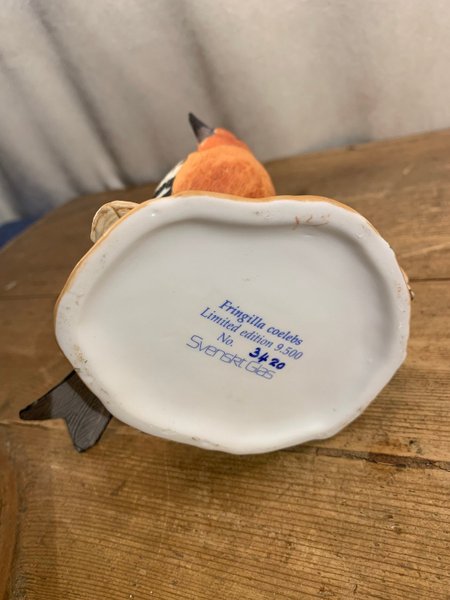 Fringilla coelebs
Limited edition 9.500
No. 3420
Svenskt Glas